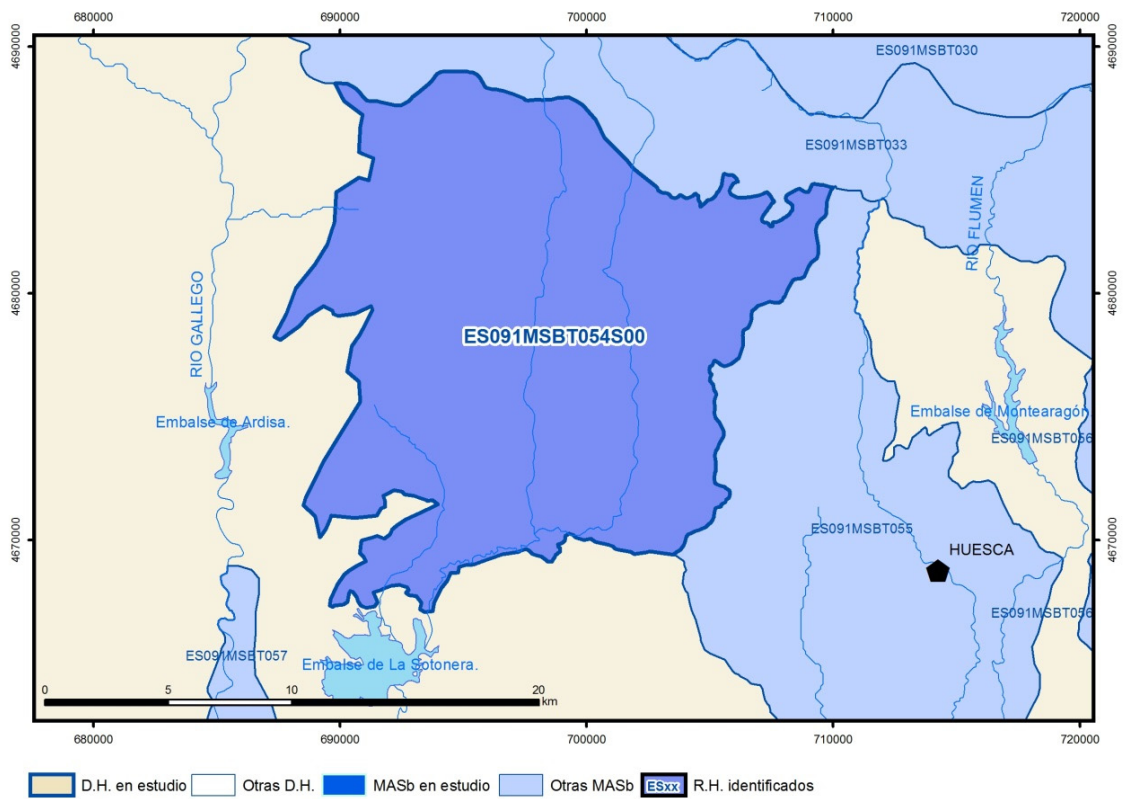 680000 690000 700000 710000 720000
4690000 4690000
ES091MSBT030
ES091MSBT033
RIO FLUMEN
4680000 4680000
RIO GALLEGO
ES091MSBT054S00
Embalse de Ardisa.
Embalse de Montearagón
ES091MSBT056
4670000 4670000
ES091MSBT055
HUESCA
ES091MSBT056
ES091MSBT057
Embalse de La Sotonera.
0 5 10 20
km
680000 690000 700000 710000 720000
D.H. en estudio Otras D.H. MASb en estudio Otras MASb ESxx R.H. identificados